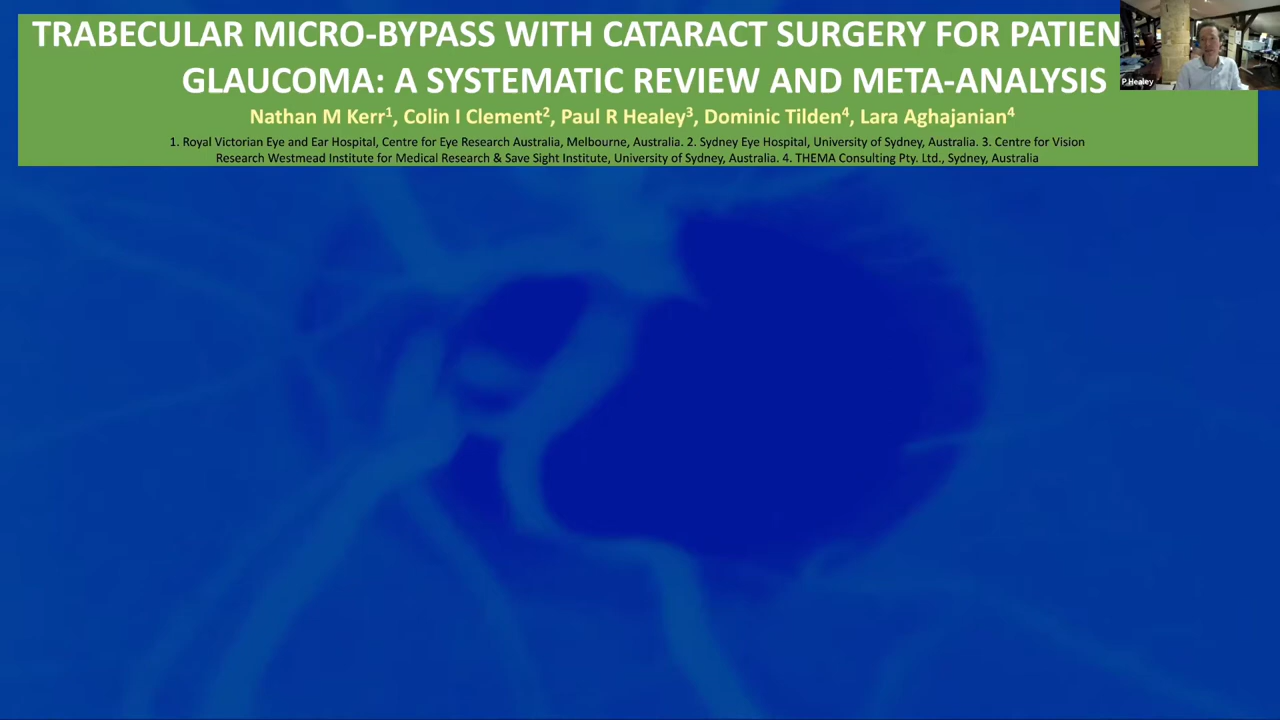 TRABECULAR MICRO-BYPASS WITH CATARACT SURGERY FOR PATIEN
GLAUCOMA: A SYSTEMATIC REVIEW AND META-ANALYSIS
Nathan M Kerr1, Colin I Clement2, Paul R Healey3, Dominic Tilden4, Lara Aghajanian4
1. Royal Victorian Eye and Ear Hospital, Centre for Eye Research Australia, Melbourne, Australia. 2. Sydney Eye Hospital, University of Sydney, Australia. 3. Centre for Vision
Research Westmead Institute for Medical Research & Save Sight Institute, University of Sydney, Australia. 4. THEMA Consulting Pty. Ltd., Sydney, Australia
P Healey